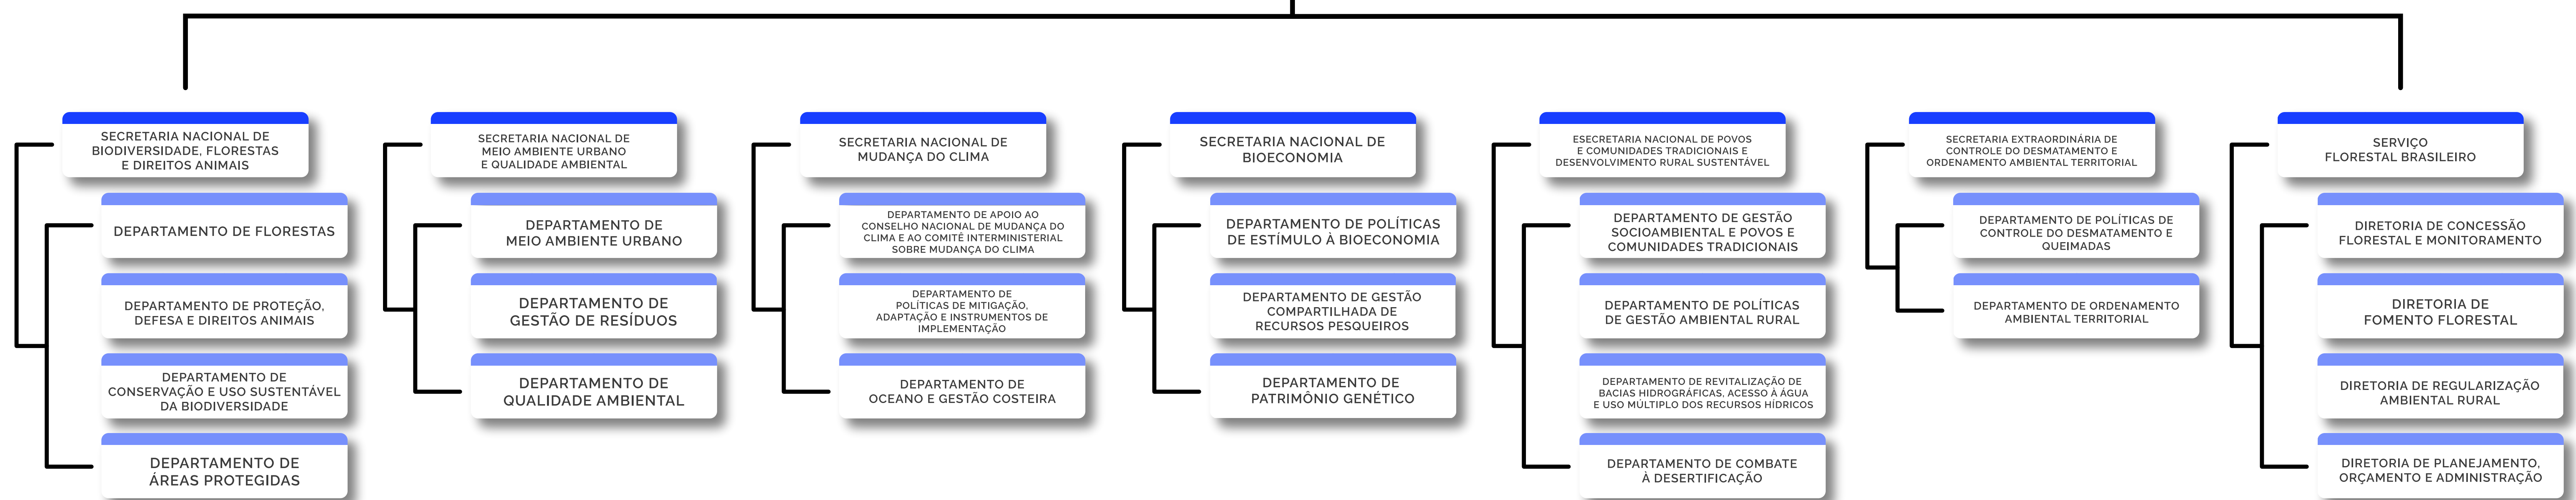 SECRETARIA NACIONAL DE
BIODIVERSIDADE, FLORESTAS
E DIREITOS ANIMAIS
DEPARTAMENTO DE FLORESTAS
DEPARTAMENTO DE PROTEÇÃO,
DEFESA E DIREITOS ANIMAIS
DEPARTAMENTO DE
CONSERVAÇÃO E USO SUSTENTÁVEL
DA BIODIVERSIDADE
DEPARTAMENTO DE
ÁREAS PROTEGIDAS
SECRETARIA NACIONAL DE
MEIO AMBIENTE URBANO
E QUALIDADE AMBIENTAL
DEPARTAMENTO DE
MEIO AMBIENTE URBANO
DEPARTAMENTO DE
GESTÃO DE RESÍDUOS
DEPARTAMENTO DE
QUALIDADE AMBIENTAL
SECRETARIA NACIONAL DE
MUDANÇA DO CLIMA
DEPARTAMENTO DE APOIO AO
CONSELHO NACIONAL DE MUDANÇA DO
CLIMA E AO COMITÊ INTERMINISTERIAL
SOBRE MUDANÇA DO CLIMA
DEPARTAMENTO DE
POLÍTICAS DE MITIGAÇÃO,
ADAPTAÇÃO E INSTRUMENTOS DE
IMPLEMENTAÇÃO
DEPARTAMENTO DE
OCEANO E GESTÃO COSTEIRA
SECRETARIA NACIONAL DE
BIOECONOMIA
DEPARTAMENTO DE POLÍTICAS
DE ESTÍMULO À BIOECONOMIA
DEPARTAMENTO DE GESTÃO
COMPARTILHADA DE
RECURSOS PESQUEIROS
DEPARTAMENTO DE
PATRIMÔNIO GENÉTICO
ESECRETARIA NACIONAL DE POVOS
E COMUNIDADES TRADICIONAIS E
DESENVOLVIMENTO RURAL SUSTENTÁVEL
DEPARTAMENTO DE GESTÃO
SOCIOAMBIENTAL E POVOS E
COMUNIDADES TRADICIONAIS
DEPARTAMENTO DE POLÍTICAS
DE GESTÃO AMBIENTAL RURAL
DEPARTAMENTO DE REVITALIZAÇÃO DE
BACIAS HIDROGRÁFICAS, ACESSO À ÁGUA
E USO MÚLTIPLO DOS RECURSOS HÍDRICOS
DEPARTAMENTO DE COMBATE
À DESERTIFICAÇÃO
SECRETARIA EXTRAORDINÁRIA DE
CONTROLE DO DESMATAMENTO E
ORDENAMENTO AMBIENTAL TERRITORIAL
DEPARTAMENTO DE POLÍTICAS DE
CONTROLE DO DESMATAMENTO E
QUEIMADAS
DEPARTAMENTO DE ORDENAMENTO
AMBIENTAL TERRITORIAL
SERVIÇO
FLORESTAL BRASILEIRO
DIRETORIA DE CONCESSÃO
FLORESTAL E MONITORAMENTO
DIRETORIA DE
FOMENTO FLORESTAL
DIRETORIA DE REGULARIZAÇÃO
AMBIENTAL RURAL
DIRETORIA DE PLANEJAMENTO,
ORÇAMENTO E ADMINISTRAÇÃO